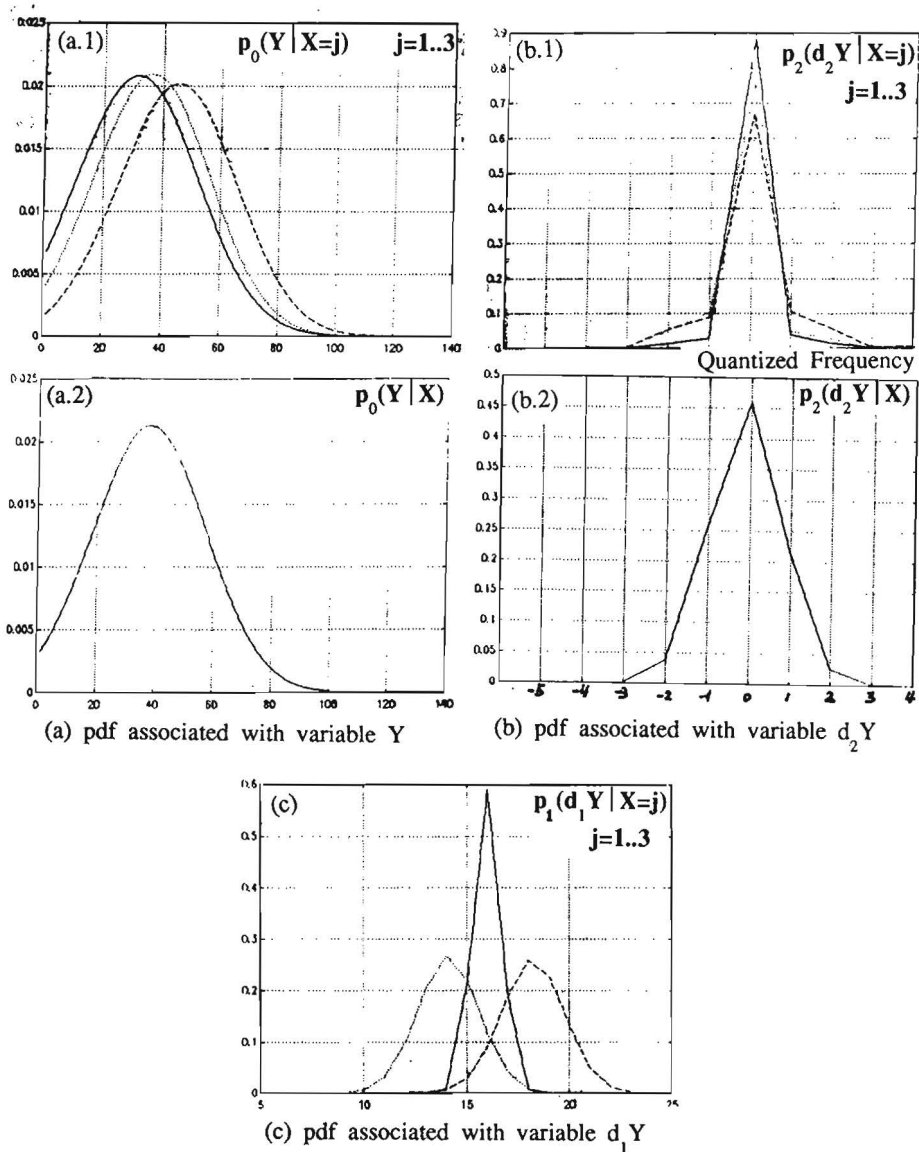 (a.1) p₀(Y | X=j) j=1..3
0.025
0.02
0.015
0.01
0.005
0
0 20 40 60 80 100 120 140
(b.1) p₂(d₂Y | X=j)
j=1..3
0.9
0.8
0.7
0.6
0.5
0.4
0.3
0.2
0.1
0
Quantized Frequency
(a.2) p₀(Y | X)
0.025
0.02
0.015
0.01
0.005
0
0 20 40 60 80 100 120 140
(a) pdf associated with variable Y
(b.2) p₂(d₂Y | X)
0.5
0.45
0.4
0.35
0.3
0.25
0.2
0.15
0.1
0.05
0
-5 -4 -3 -2 -1 0 1 2 3 4
(b) pdf associated with variable d₂Y
(c) p₁(d₁Y | X=j)
j=1..3
0.6
0.5
0.4
0.3
0.2
0.1
0
5 10 15 20 25
(c) pdf associated with variable d₁Y